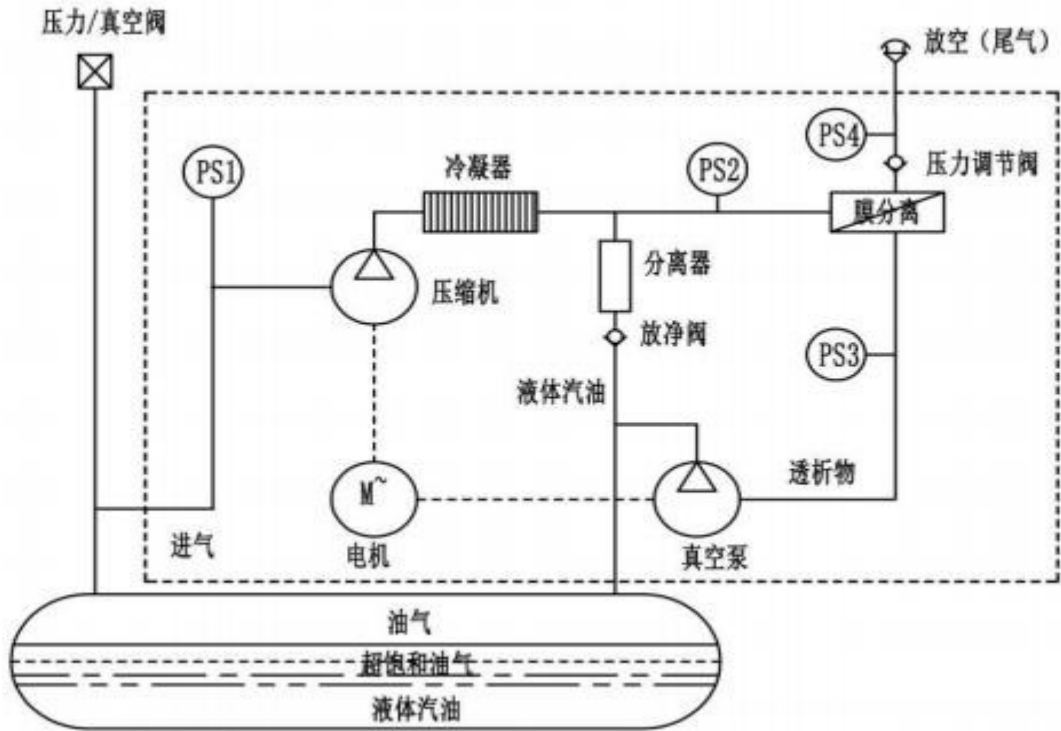 压力/真空阀
放空（尾气）
PS4
PS1
冷凝器
PS2
压力调节阀
膜分离
分离器
压缩机
放净阀
PS3
液体汽油
透析物
M~
进气
电机
真空泵
油气
超饱和油气
液体汽油